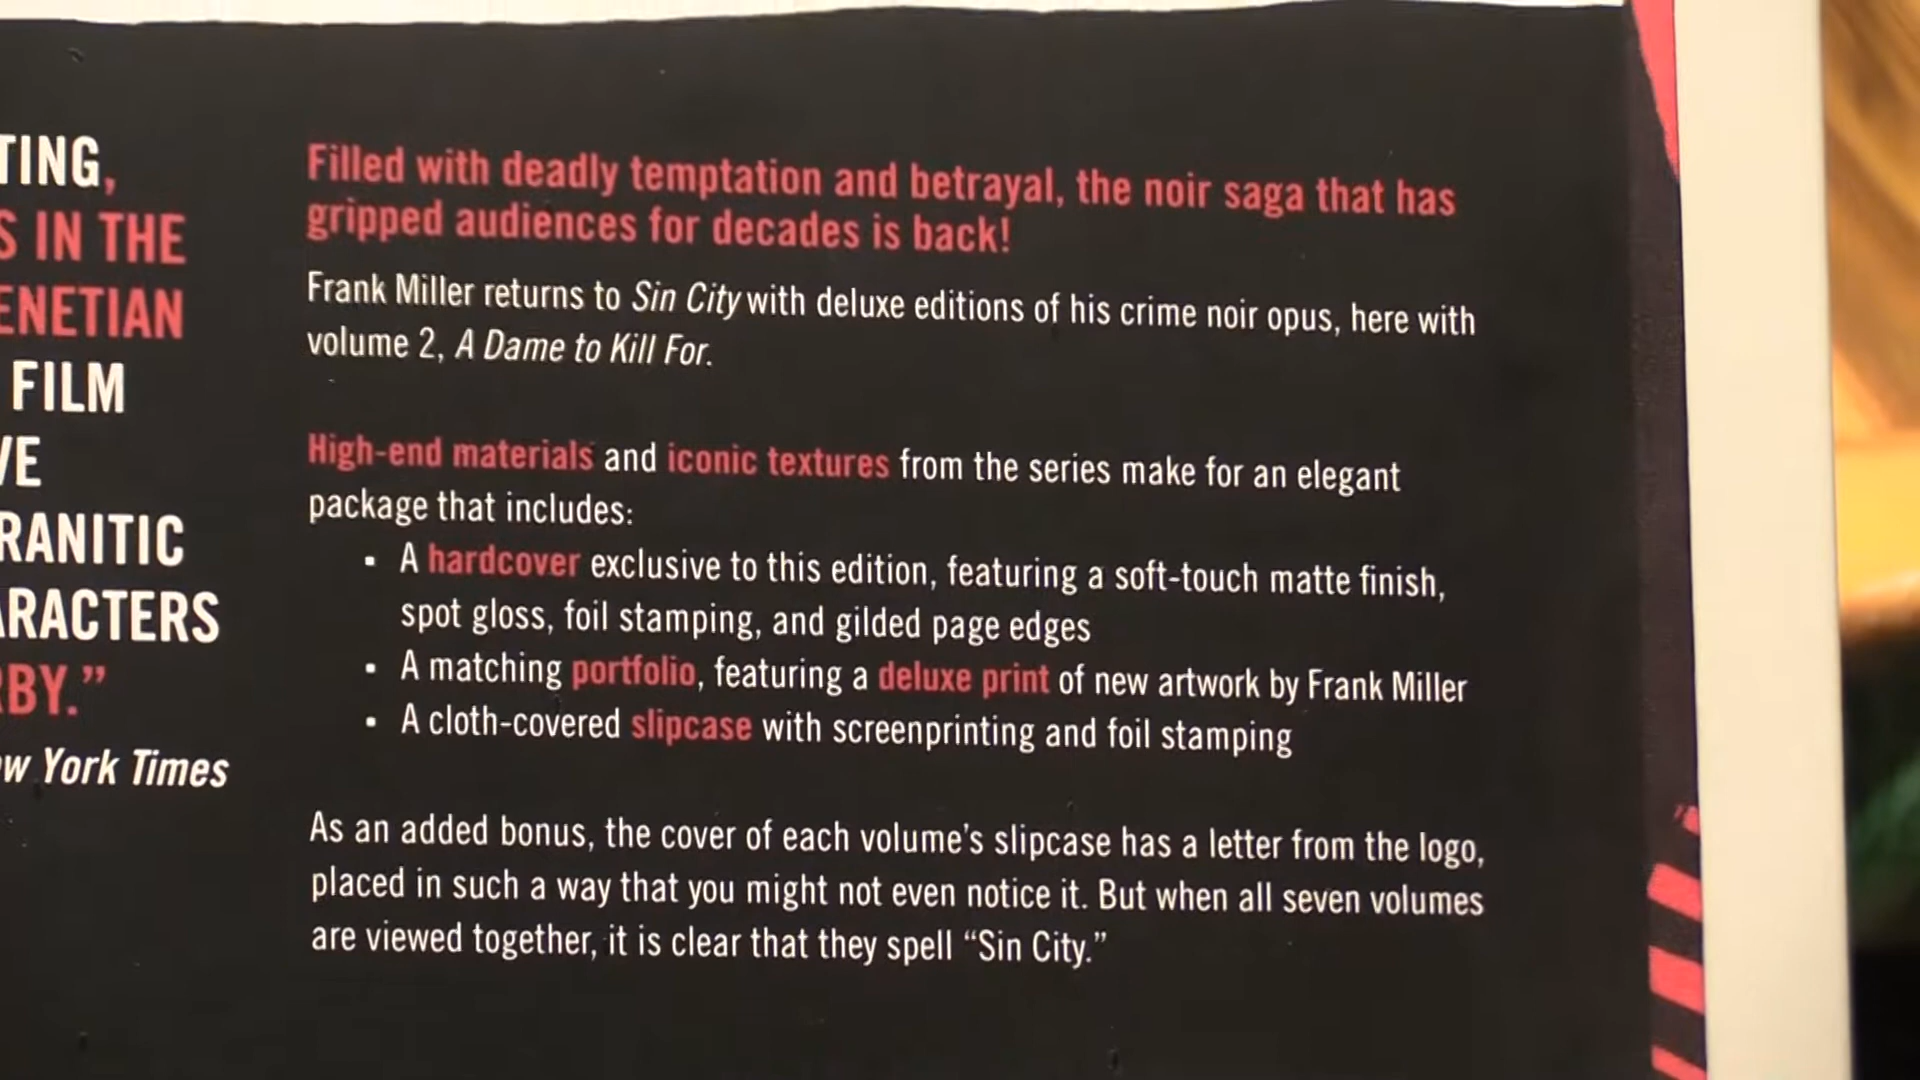 TING,
S IN THE
ENETIAN
FILM
VE
RANITIC
ARACTERS
BY.”
w York Times
Filled with deadly temptation and betrayal, the noir saga that has
gripped audiences for decades is back!
Frank Miller returns to Sin City with deluxe editions of his crime noir opus, here with
volume 2, A Dame to Kill For.
High-end materials and iconic textures from the series make for an elegant
package that includes:
▪ A hardcover exclusive to this edition, featuring a soft-touch matte finish,
spot gloss, foil stamping, and gilded page edges
▪ A matching portfolio, featuring a deluxe print of new artwork by Frank Miller
▪ A cloth-covered slipcase with screenprinting and foil stamping
As an added bonus, the cover of each volume’s slipcase has a letter from the logo,
placed in such a way that you might not even notice it. But when all seven volumes
are viewed together, it is clear that they spell “Sin City.”